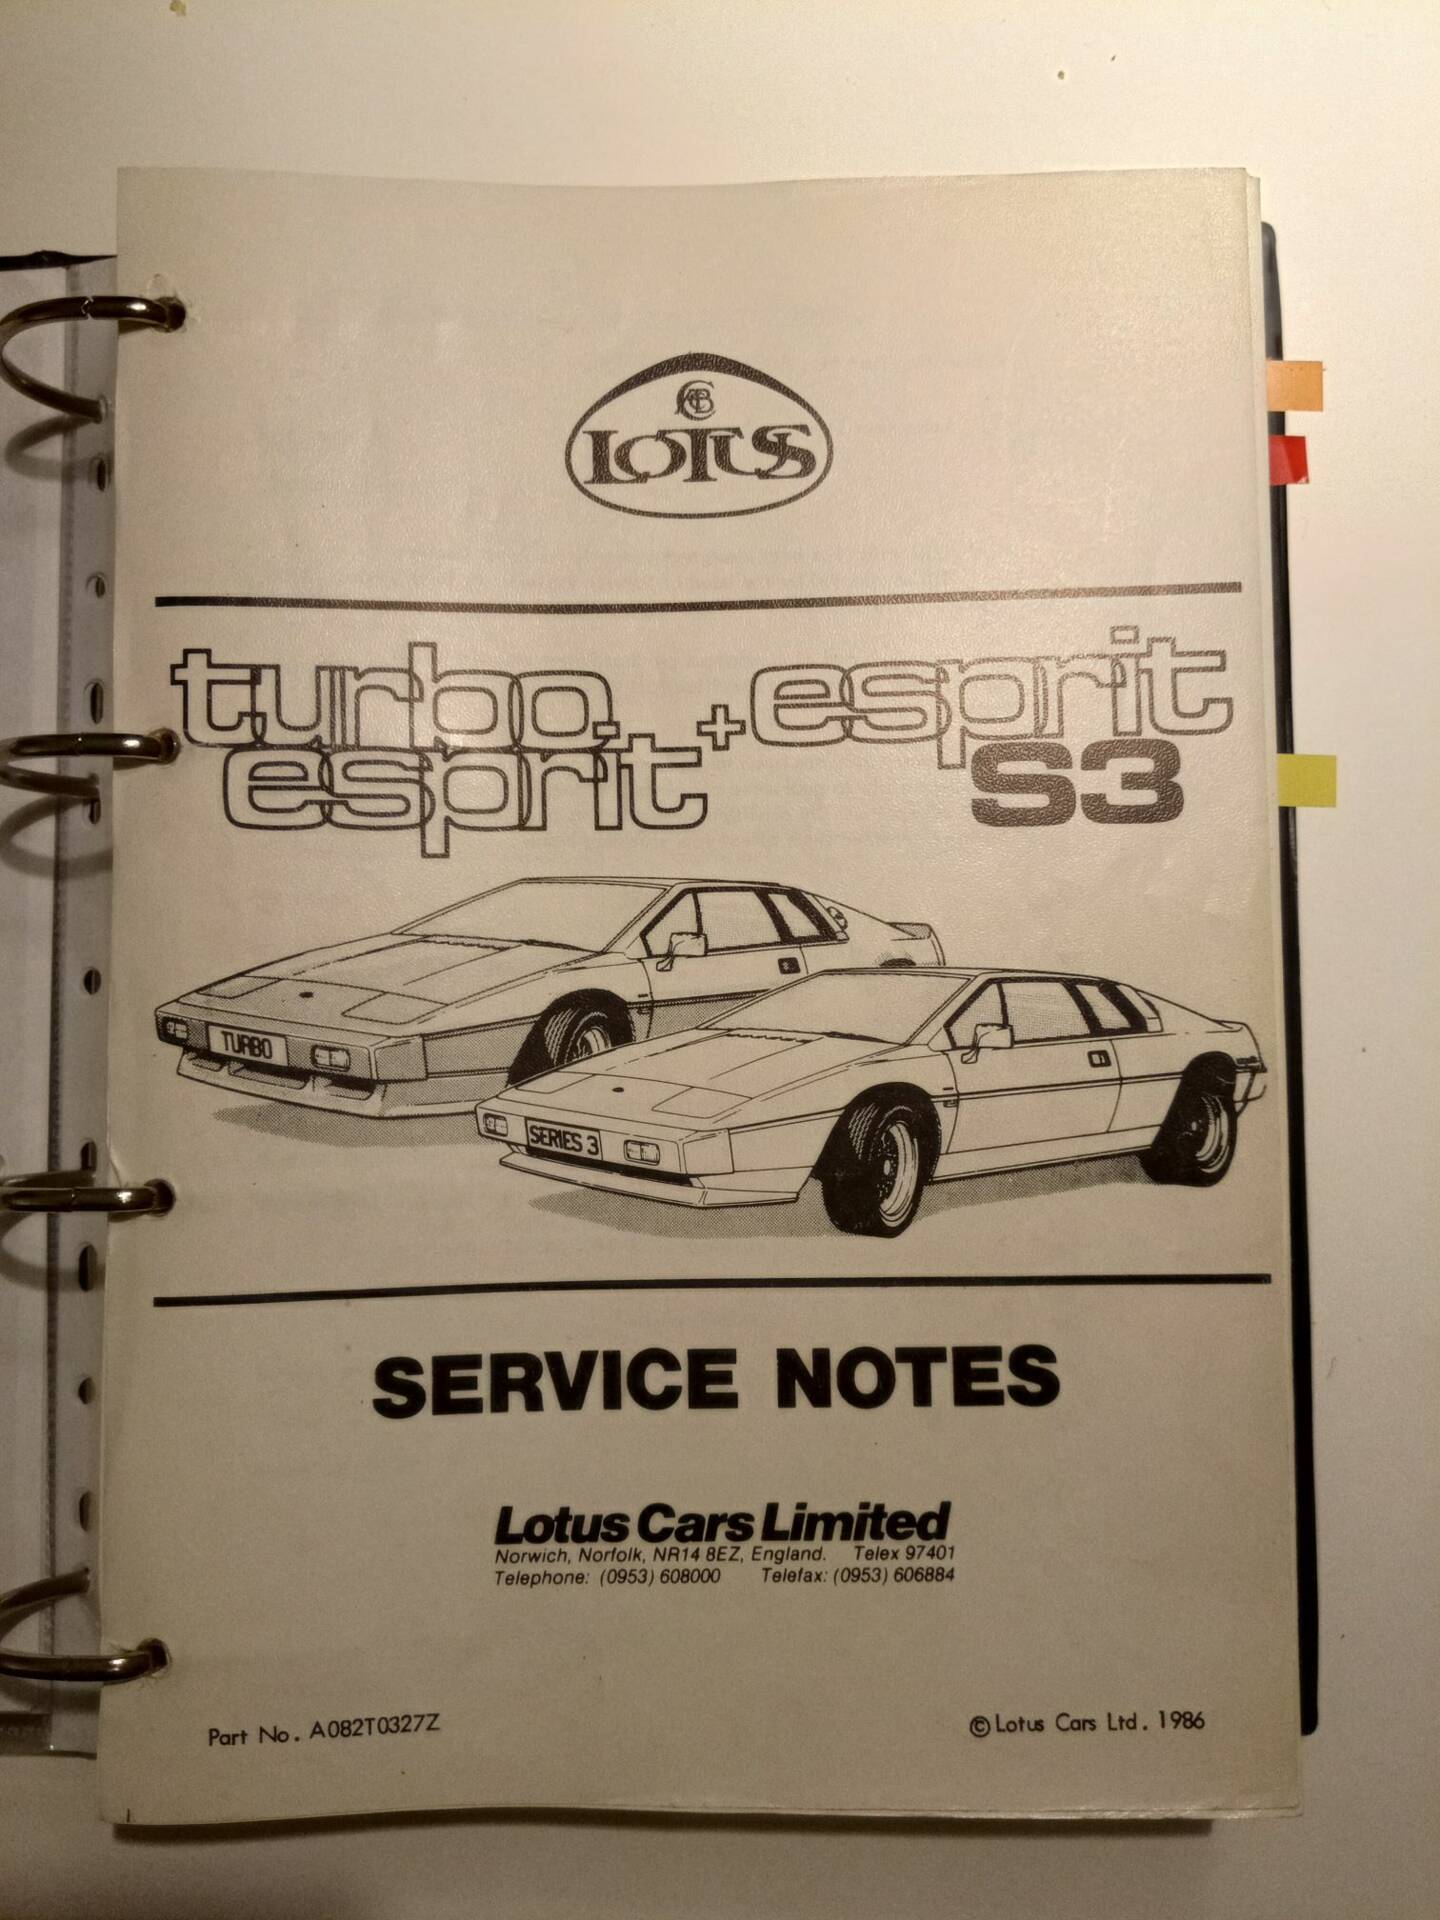 ACBC
LOTUS
turbo esprit + esprit S3
TURBO
SERIES 3
SERVICE NOTES
Lotus Cars Limited
Norwich, Norfolk, NR14 8EZ, England. Telex 97401
Telephone: (0953) 608000 Telefax: (0953) 606884
Part No. A082T0327Z
© Lotus Cars Ltd. 1986